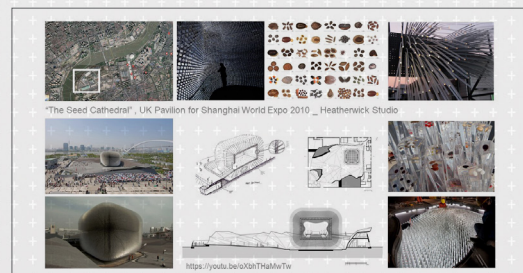 "The Seed Cathedral" , UK Pavilion for Shanghai World Expo 2010 _ Heatherwick Studio
https://youtu.be/oXbhTHaMwTw